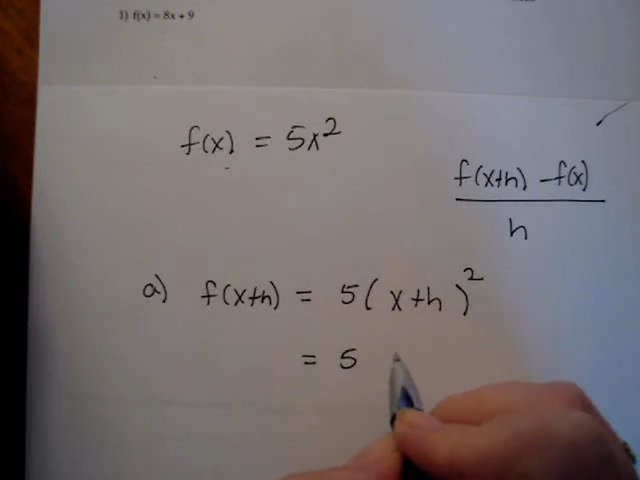 1) f(x) = 8x + 9
f(x) = 5x²
f(x+h) - f(x)
h
a) f(x+h) = 5(x+h)²
= 5